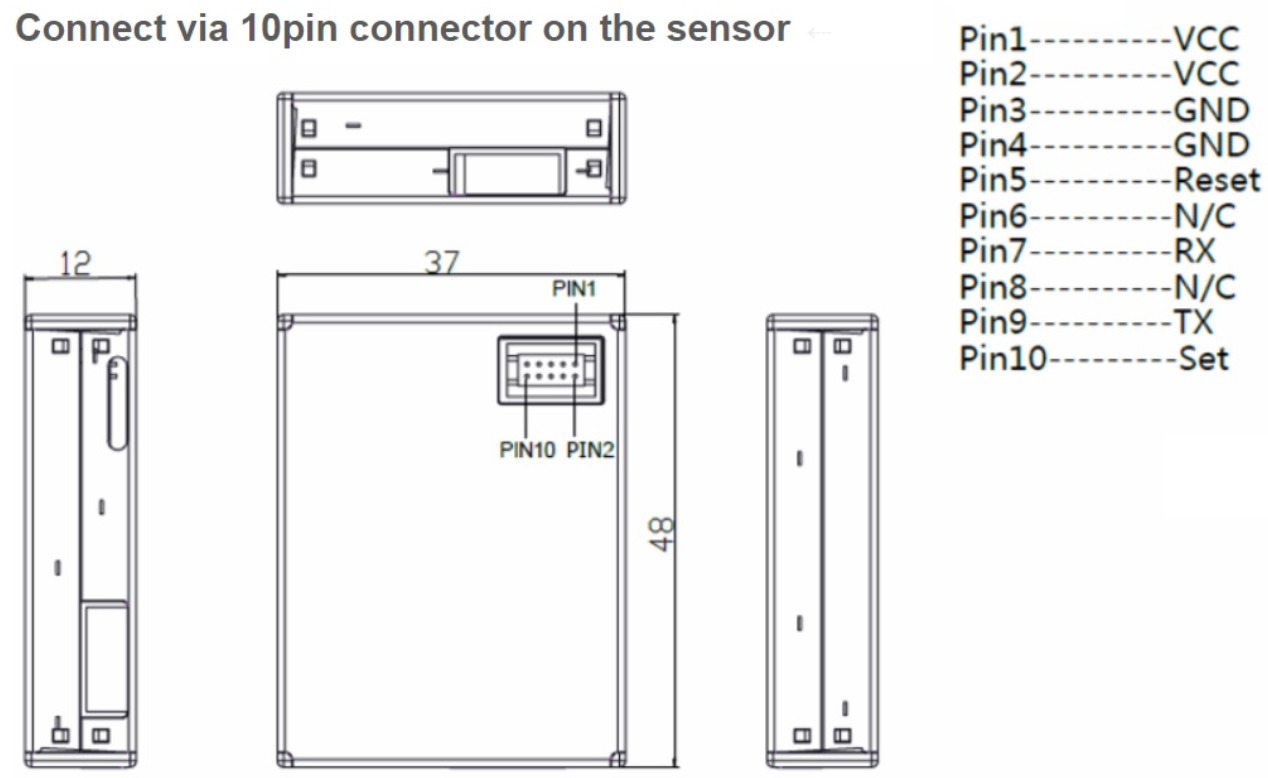 Connect via 10pin connector on the sensor ←
Pin1----------VCC
Pin2----------VCC
Pin3----------GND
Pin4----------GND
Pin5----------Reset
Pin6----------N/C
Pin7----------RX
Pin8----------N/C
Pin9----------TX
Pin10---------Set
12
37
PIN1
PIN10 PIN2
48